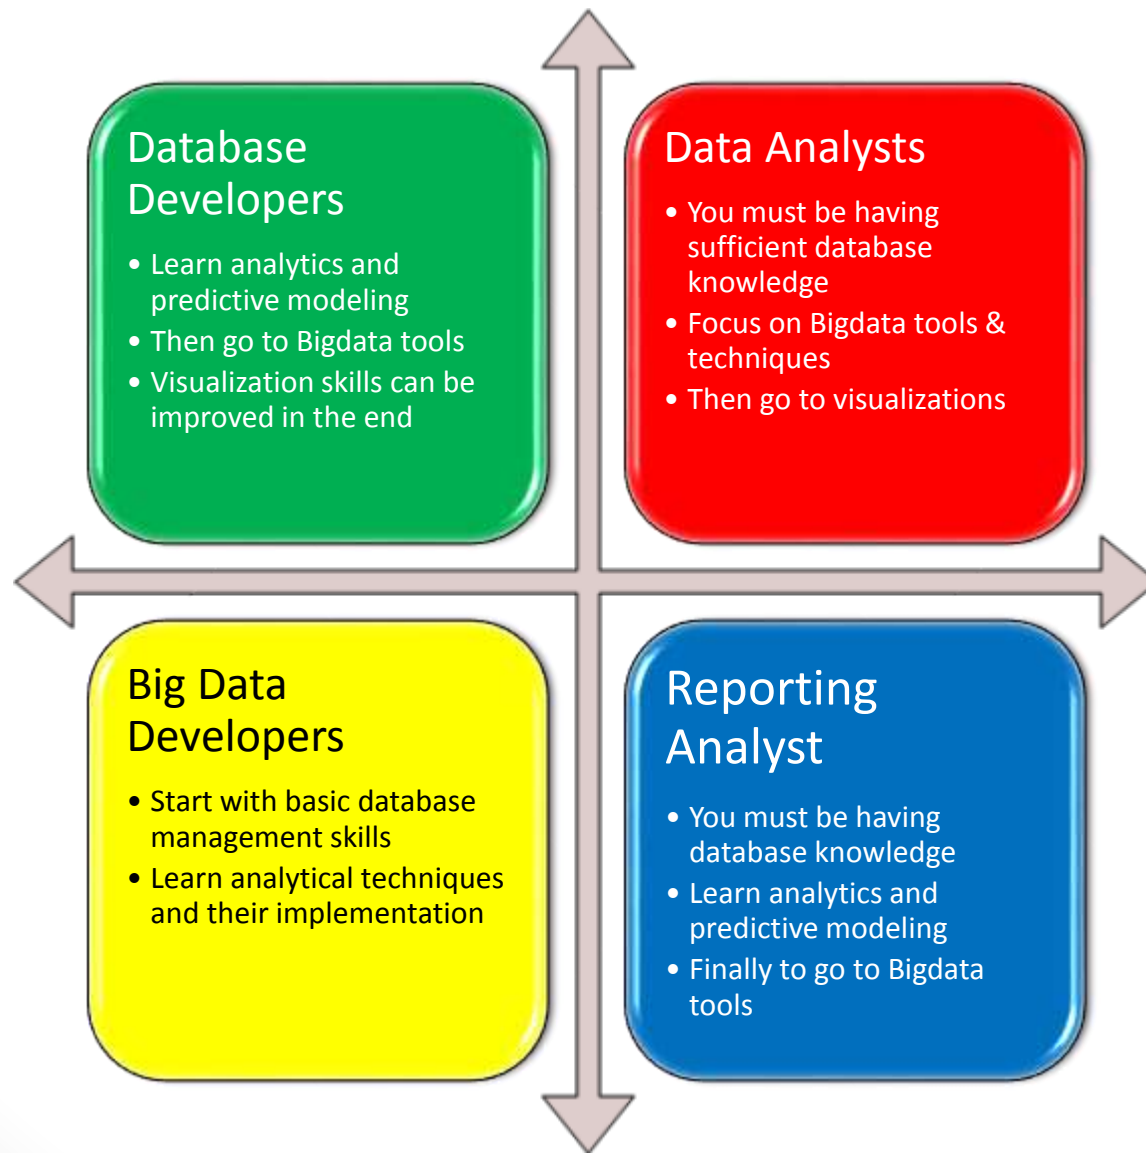 Database
Developers
• Learn analytics and
predictive modeling
• Then go to Bigdata tools
• Visualization skills can be
improved in the end
Data Analysts
• You must be having
sufficient database
knowledge
• Focus on Bigdata tools &
techniques
• Then go to visualizations
Big Data
Developers
• Start with basic database
management skills
• Learn analytical techniques
and their implementation
Reporting
Analyst
• You must be having
database knowledge
• Learn analytics and
predictive modeling
• Finally to go to Bigdata
tools